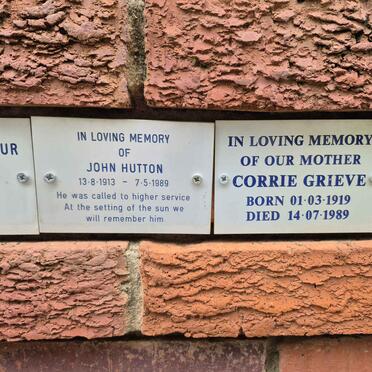 UR
IN LOVING MEMORY
OF
JOHN HUTTON
13·8·1913 – 7·5·1989
He was called to higher service
At the setting of the sun we
will remember him
IN LOVING MEMORY
OF OUR MOTHER
CORRIE GRIEVE
BORN 01·03·1919
DIED 14·07·1989